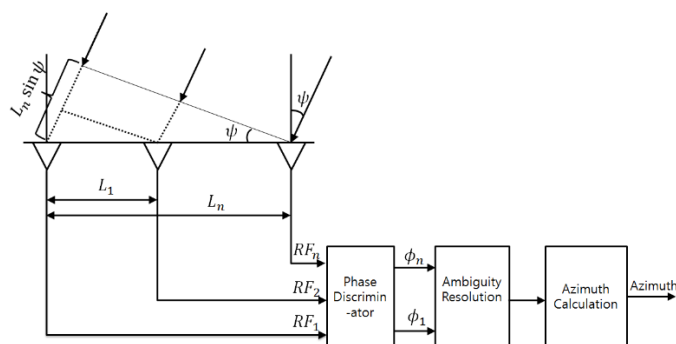 L_n sin ψ
ψ
ψ
L_1
L_n
RF_n
RF_2
RF_1
Phase
Discrimin
-ator
ϕ_n
ϕ_1
Ambiguity
Resolution
Azimuth
Calculation
Azimuth